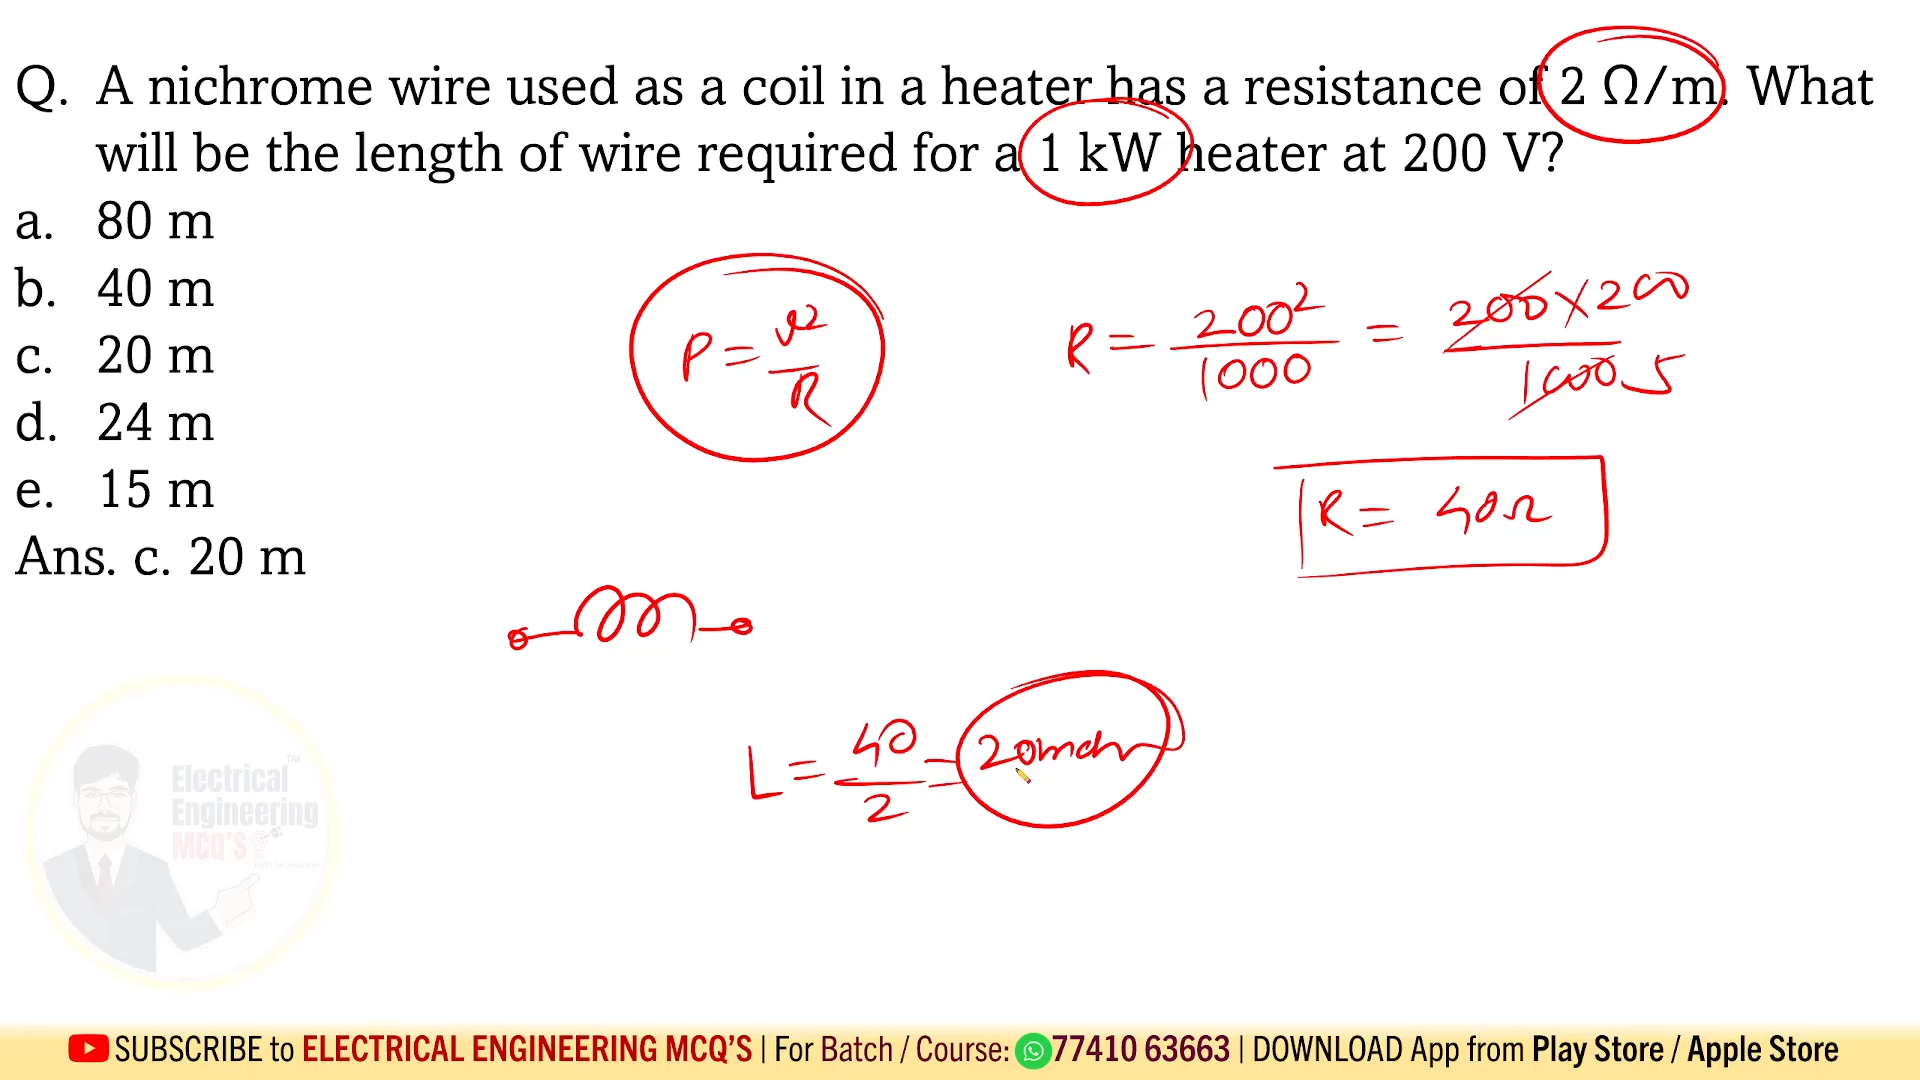 Q. A nichrome wire used as a coil in a heater has a resistance of 2 Ω/m. What
will be the length of wire required for a 1 kW heater at 200 V?
a. 80 m
b. 40 m
c. 20 m
d. 24 m
e. 15 m
Ans. c. 20 m
P = V²/R
R = 200²/1000 = 200×200/1000 5
R = 40Ω
L = 40/2 = 20
Electrical
Engineering
MCQ'S
TM
SUBSCRIBE to ELECTRICAL ENGINEERING MCQ'S | For Batch / Course: 77410 63663 | DOWNLOAD App from Play Store / Apple Store